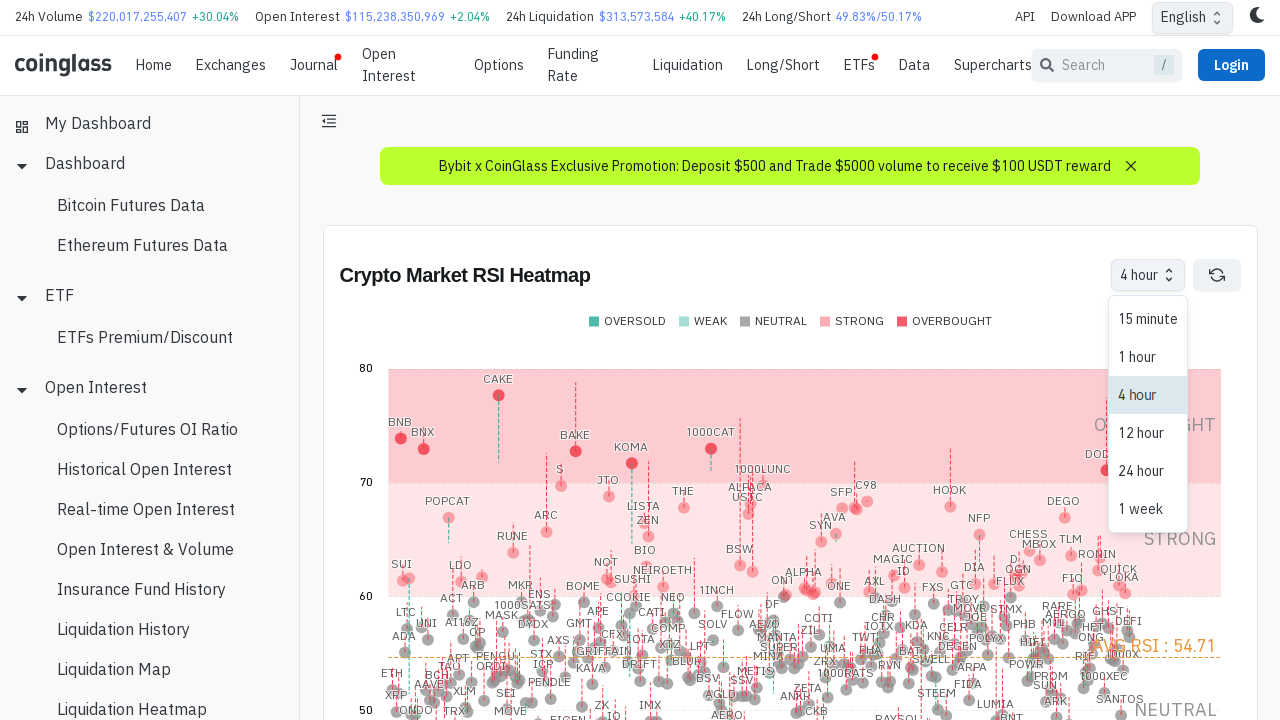 24h Volume $220,017,255,407 +30.04% Open Interest $115,238,350,969 +2.04% 24h Liquidation $313,573,584 +40.17% 24h Long/Short 49.83%/50.17% API Download APP English
coinglass Home Exchanges Journal Open Interest Options Funding Rate Liquidation Long/Short ETFs Data Supercharts Search / Login
My Dashboard
Dashboard
Bitcoin Futures Data
Ethereum Futures Data
ETF
ETFs Premium/Discount
Open Interest
Options/Futures OI Ratio
Historical Open Interest
Real-time Open Interest
Open Interest & Volume
Insurance Fund History
Liquidation History
Liquidation Map
Liquidation Heatmap
Bybit x CoinGlass Exclusive Promotion: Deposit $500 and Trade $5000 volume to receive $100 USDT reward
Crypto Market RSI Heatmap
4 hour
15 minute
1 hour
4 hour
12 hour
24 hour
1 week
OVERSOLD WEAK NEUTRAL STRONG OVERBOUGHT
80
CAKE
BNB
BNX
BAKE
KOMA
1000CAT
70
S
1000LUNC
JTO
THE
ALPACA
USTC
SFP
C98
HOOK
DEGO
POPCAT
ARC
LISTA
ZEN
AVA
SYN
NFP
RUNE
CHESS
MBOX
TLM
STRONG
BIO
BSW
AUCTION
SUI
LDO
NOT
NEIROETH
MAGIC
ID
DIA
OGN
RONIN
QUICK
ARB
MKR
BOME
SUSHI
1INCH
ALPHA
ONE
AXL
FXS
GTC
FLUX
FIO
LOKA
60
ACT
ENS
1000SATS
COOKIE
NEO
DF
DASH
TROY
LTC
UNI
MASK
DYDX
GMT
APE
CATI
FLOW
SOLV
AEVO
COTI
CHR
IOTX
KDA
JOE
PHB
RARE
AERGO
GHST
DEFI
ADA
AXS
CFX
IOTA
COMP
MANTA
ZIL
TWT
KNC
CELR
POLYX
HFT
ONG
AVG RSI : 54.71
ETH
APT
TAO
PENGU
ORDI
STX
ICP
GRIFFAIN
KAVA
DRIFT
XTZ
BLUR
LPT
SUPER
MINA
UMA
ZRX
RVN
BAT
SWELL
DEGEN
ARPA
POWR
1000X
XRP
AAVE
BCH
XLM
SEI
PENDLE
BSV
METIS
SSV
ZETA
1000RATS
STEEM
FIDA
PROM
SUN
1000XEC
ONDO
TRX
MOVE
ZK
IMX
AGLD
ANKR
CKB
LUMIA
ARK
SANTOS
NEUTRAL
50
EIGEN
IO
AERO
RAYSOL
BNT